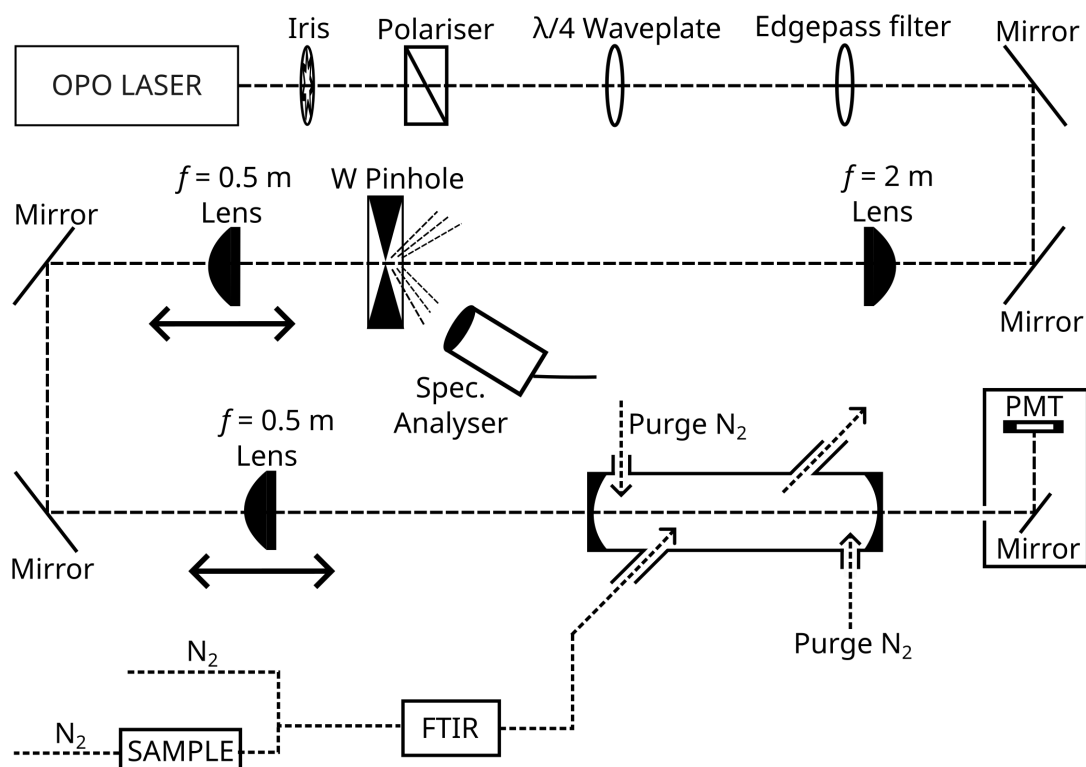 Iris
Polariser
λ/4 Waveplate
Edgepass filter
Mirror
OPO LASER
f = 0.5 m
Lens
W Pinhole
f = 2 m
Lens
Mirror
Mirror
Spec.
Analyser
f = 0.5 m
Lens
Purge N₂
PMT
Mirror
Mirror
Purge N₂
N₂
N₂
SAMPLE
FTIR